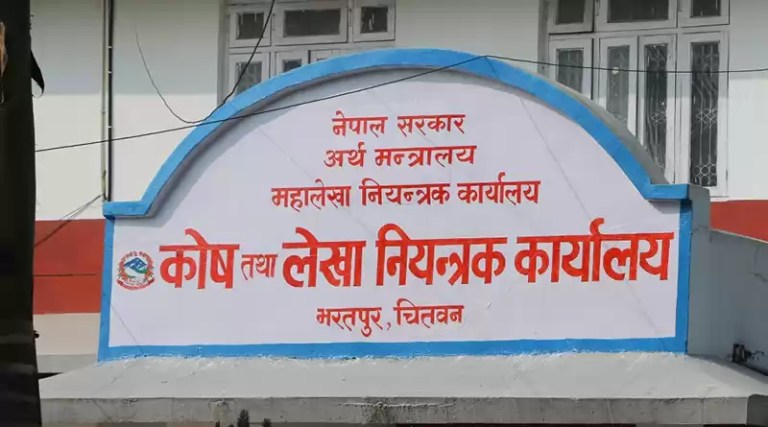 नेपाल सरकार
अर्थ मन्त्रालय
महालेखा नियन्त्रक कार्यालय
कोष तथा लेखा नियन्त्रक कार्यालय
भरतपुर, चितवन